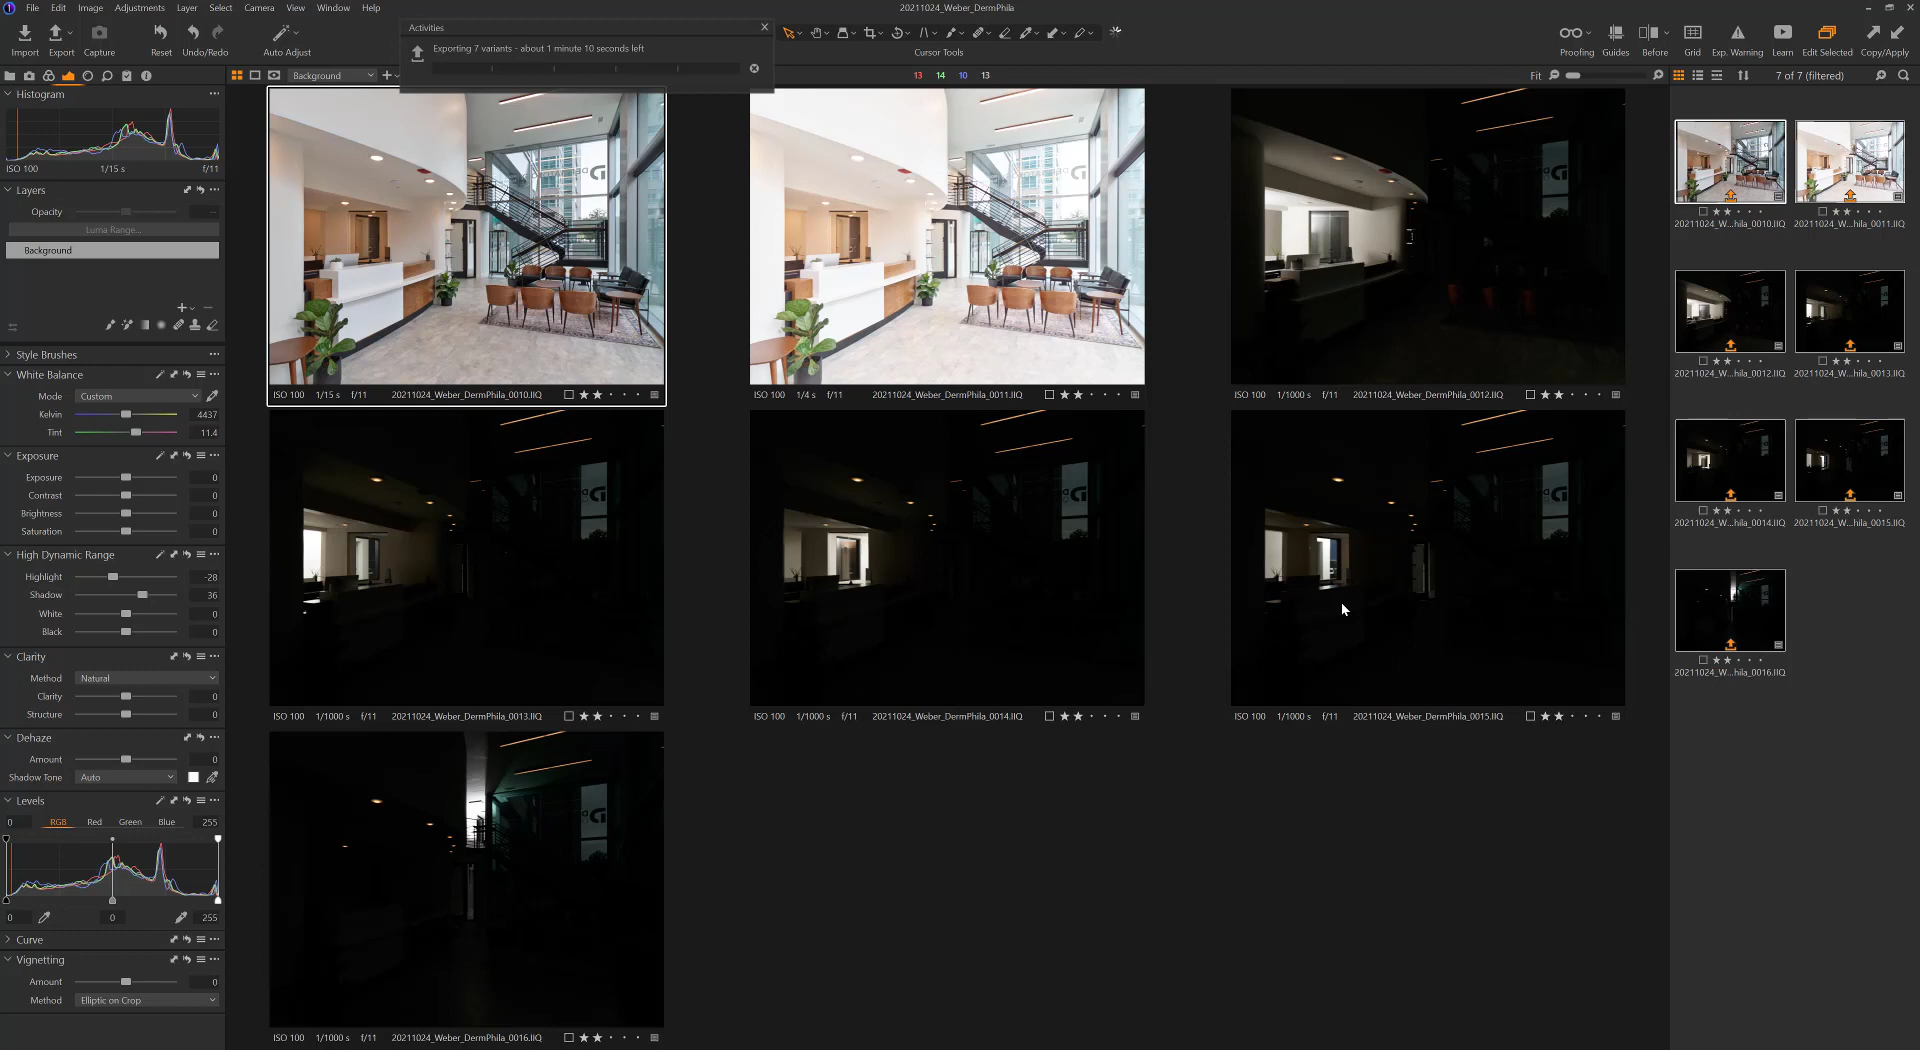 File Edit Image Adjustments Layer Select Camera View Window Help
20211024_Weber_DermPhila
Import Export Capture Reset Undo/Redo Auto Adjust
Activities
Exporting 7 variants - about 1 minute 10 seconds left
Cursor Tools
Proofing Guides Before Grid Exp. Warning Learn Edit Selected Copy/Apply
Background
13 14 10 13
Fit
7 of 7 (filtered)
Histogram
ISO 100 1/15 s f/11
Layers
Opacity
Luma Range...
Background
Style Brushes
White Balance
Mode Custom
Kelvin 4437
Tint 11.4
Exposure
Exposure 0
Contrast 0
Brightness 0
Saturation 0
High Dynamic Range
Highlight -28
Shadow 36
White 0
Black 0
Clarity
Method Natural
Clarity 0
Structure 0
Dehaze
Amount 0
Shadow Tone Auto
Levels
0 RGB Red Green Blue 255
0 0 255
Curve
Vignetting
Amount 0
Method Elliptic on Crop
ISO 100 1/15 s f/11 20211024_Weber_DermPhila_0010.IIQ
ISO 100 1/4 s f/11 20211024_Weber_DermPhila_0011.IIQ
ISO 100 1/1000 s f/11 20211024_Weber_DermPhila_0012.IIQ
ISO 100 1/1000 s f/11 20211024_Weber_DermPhila_0013.IIQ
ISO 100 1/1000 s f/11 20211024_Weber_DermPhila_0014.IIQ
ISO 100 1/1000 s f/11 20211024_Weber_DermPhila_0015.IIQ
ISO 100 1/1000 s f/11 20211024_Weber_DermPhila_0016.IIQ
20211024_W...hila_0010.IIQ 20211024_W...hila_0011.IIQ
20211024_W...hila_0012.IIQ 20211024_W...hila_0013.IIQ
20211024_W...hila_0014.IIQ 20211024_W...hila_0015.IIQ
20211024_W...hila_0016.IIQ